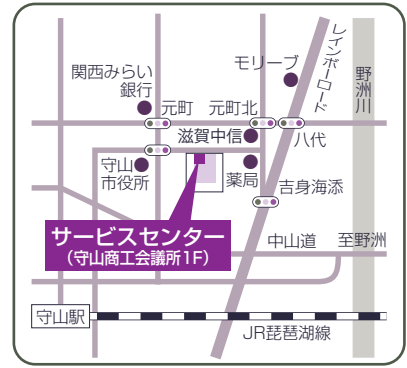 関西みらい
銀行
モリーブ
レインボーロード
野洲川
元町
元町北
滋賀中信
八代
守山
市役所
薬局
吉身海添
サービスセンター
（守山商工会議所1F）
中山道
至野洲
守山駅
JR琵琶湖線